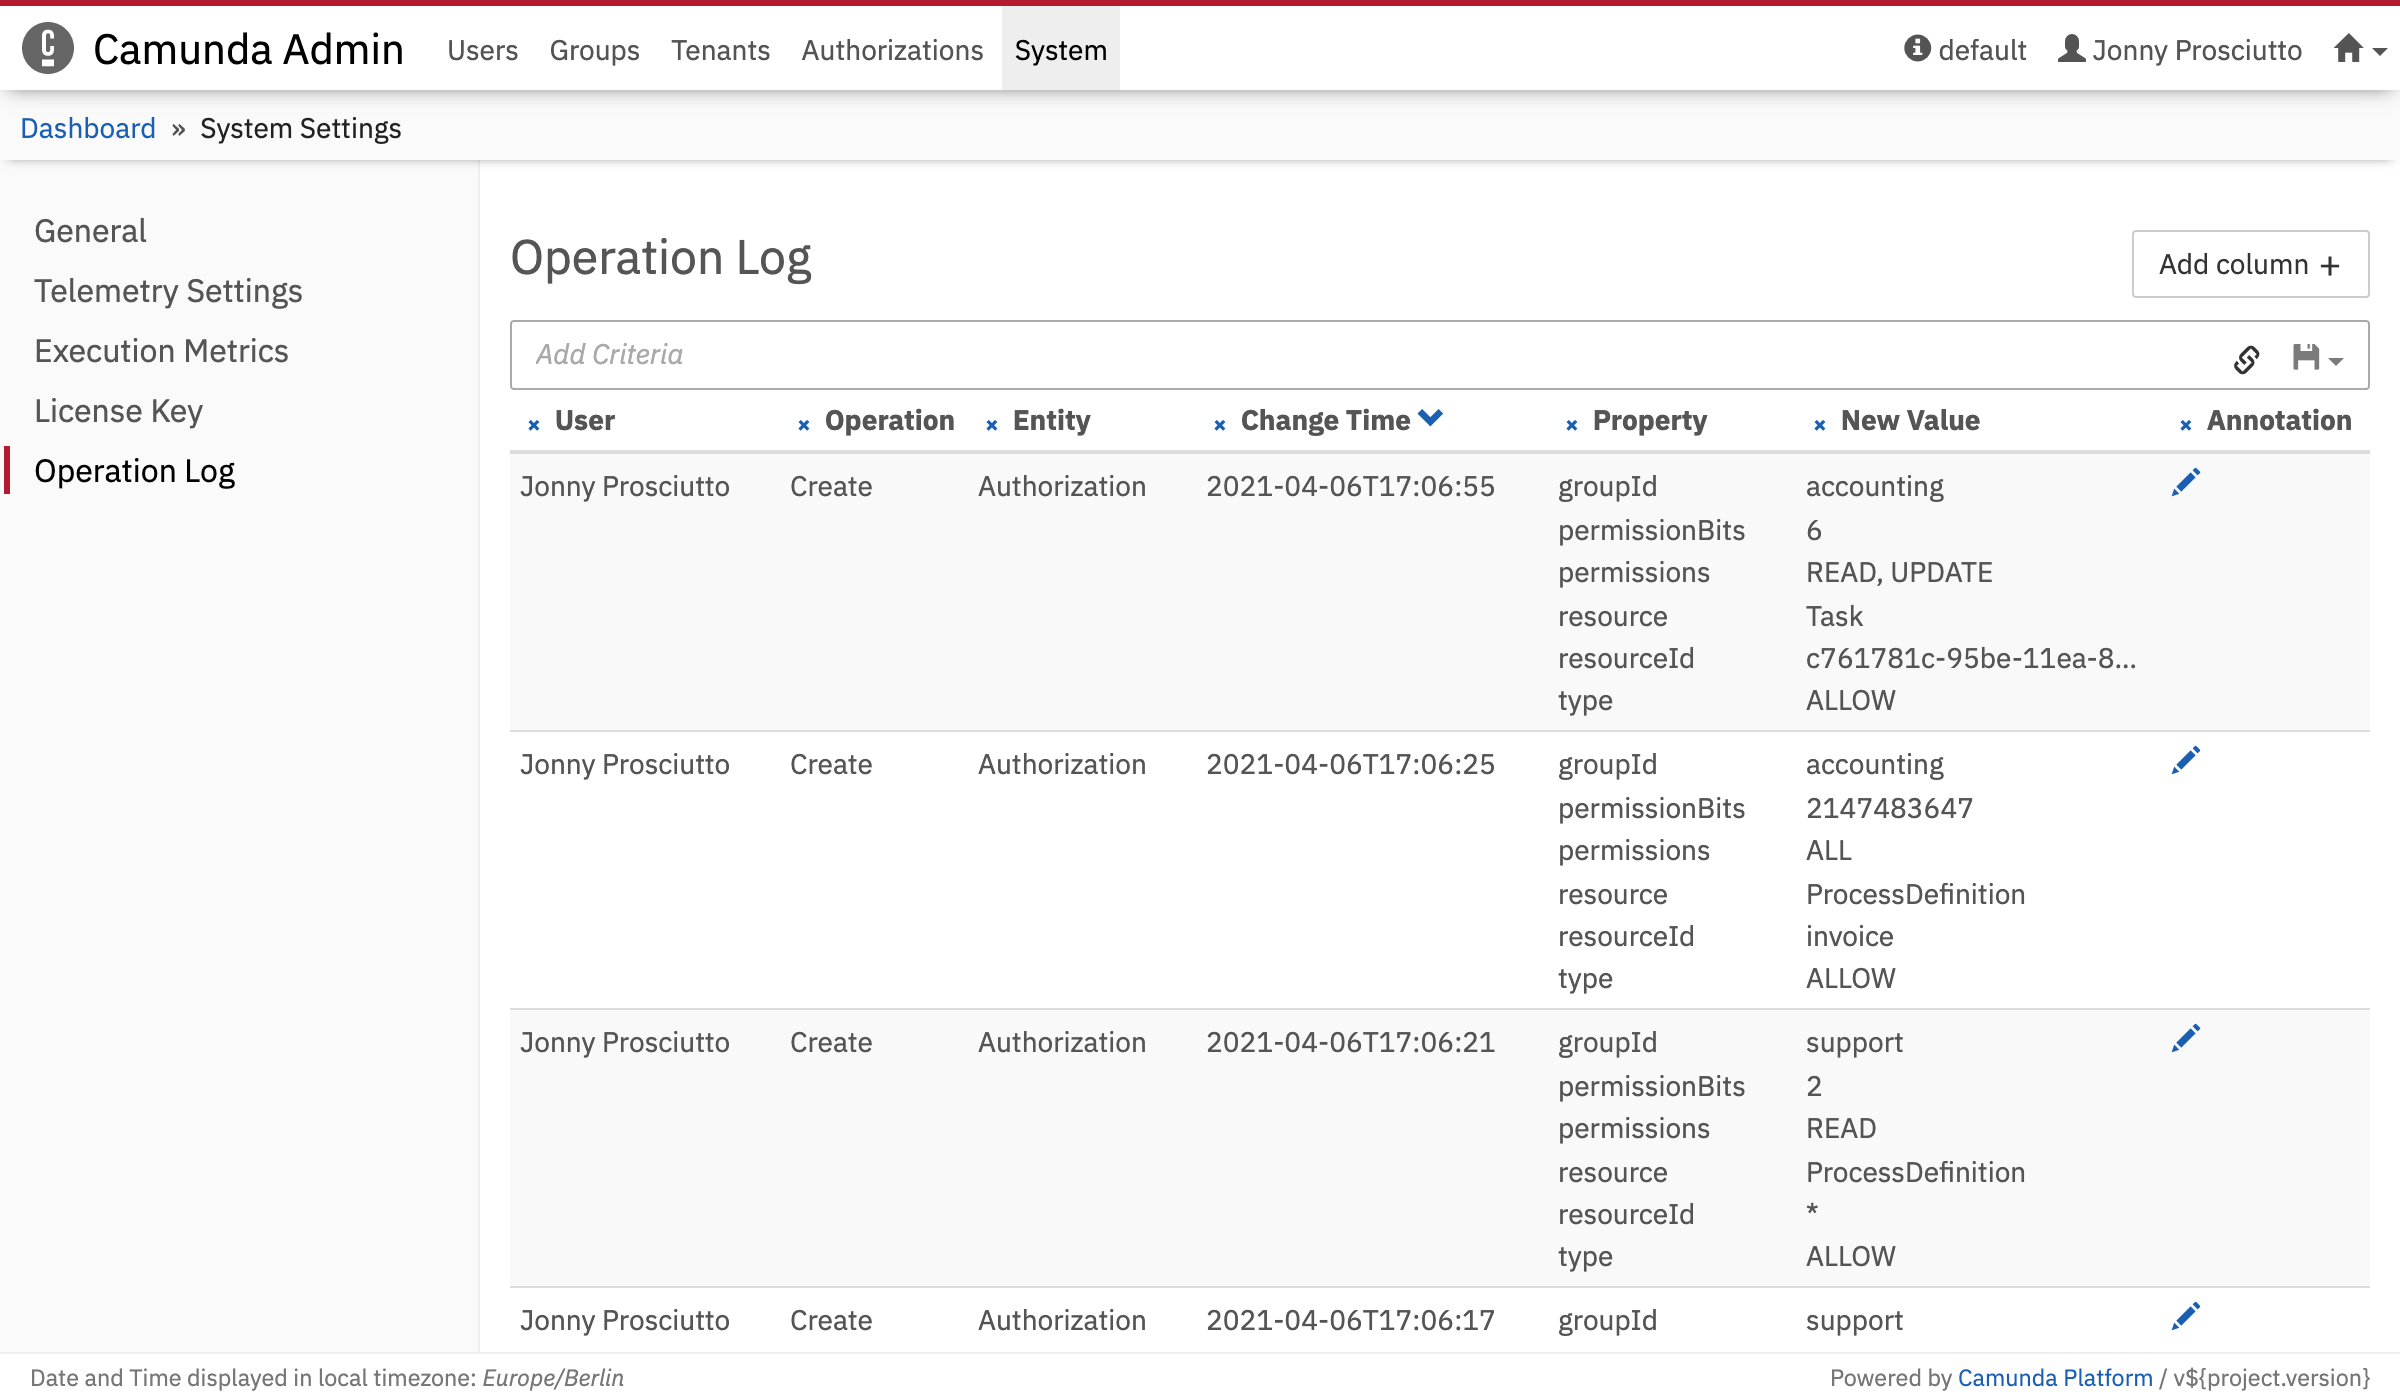 Camunda Admin Users Groups Tenants Authorizations System default Jonny Prosciutto
Dashboard » System Settings
General
Telemetry Settings
Execution Metrics
License Key
Operation Log
Operation Log
Add column +
Add Criteria
× User × Operation × Entity × Change Time × Property × New Value × Annotation
Jonny Prosciutto Create Authorization 2021-04-06T17:06:55 groupId accounting
permissionBits 6
permissions READ, UPDATE
resource Task
resourceId c761781c-95be-11ea-8...
type ALLOW
Jonny Prosciutto Create Authorization 2021-04-06T17:06:25 groupId accounting
permissionBits 2147483647
permissions ALL
resource ProcessDefinition
resourceId invoice
type ALLOW
Jonny Prosciutto Create Authorization 2021-04-06T17:06:21 groupId support
permissionBits 2
permissions READ
resource ProcessDefinition
resourceId *
type ALLOW
Jonny Prosciutto Create Authorization 2021-04-06T17:06:17 groupId support
Date and Time displayed in local timezone: Europe/Berlin
Powered by Camunda Platform / v${project.version}